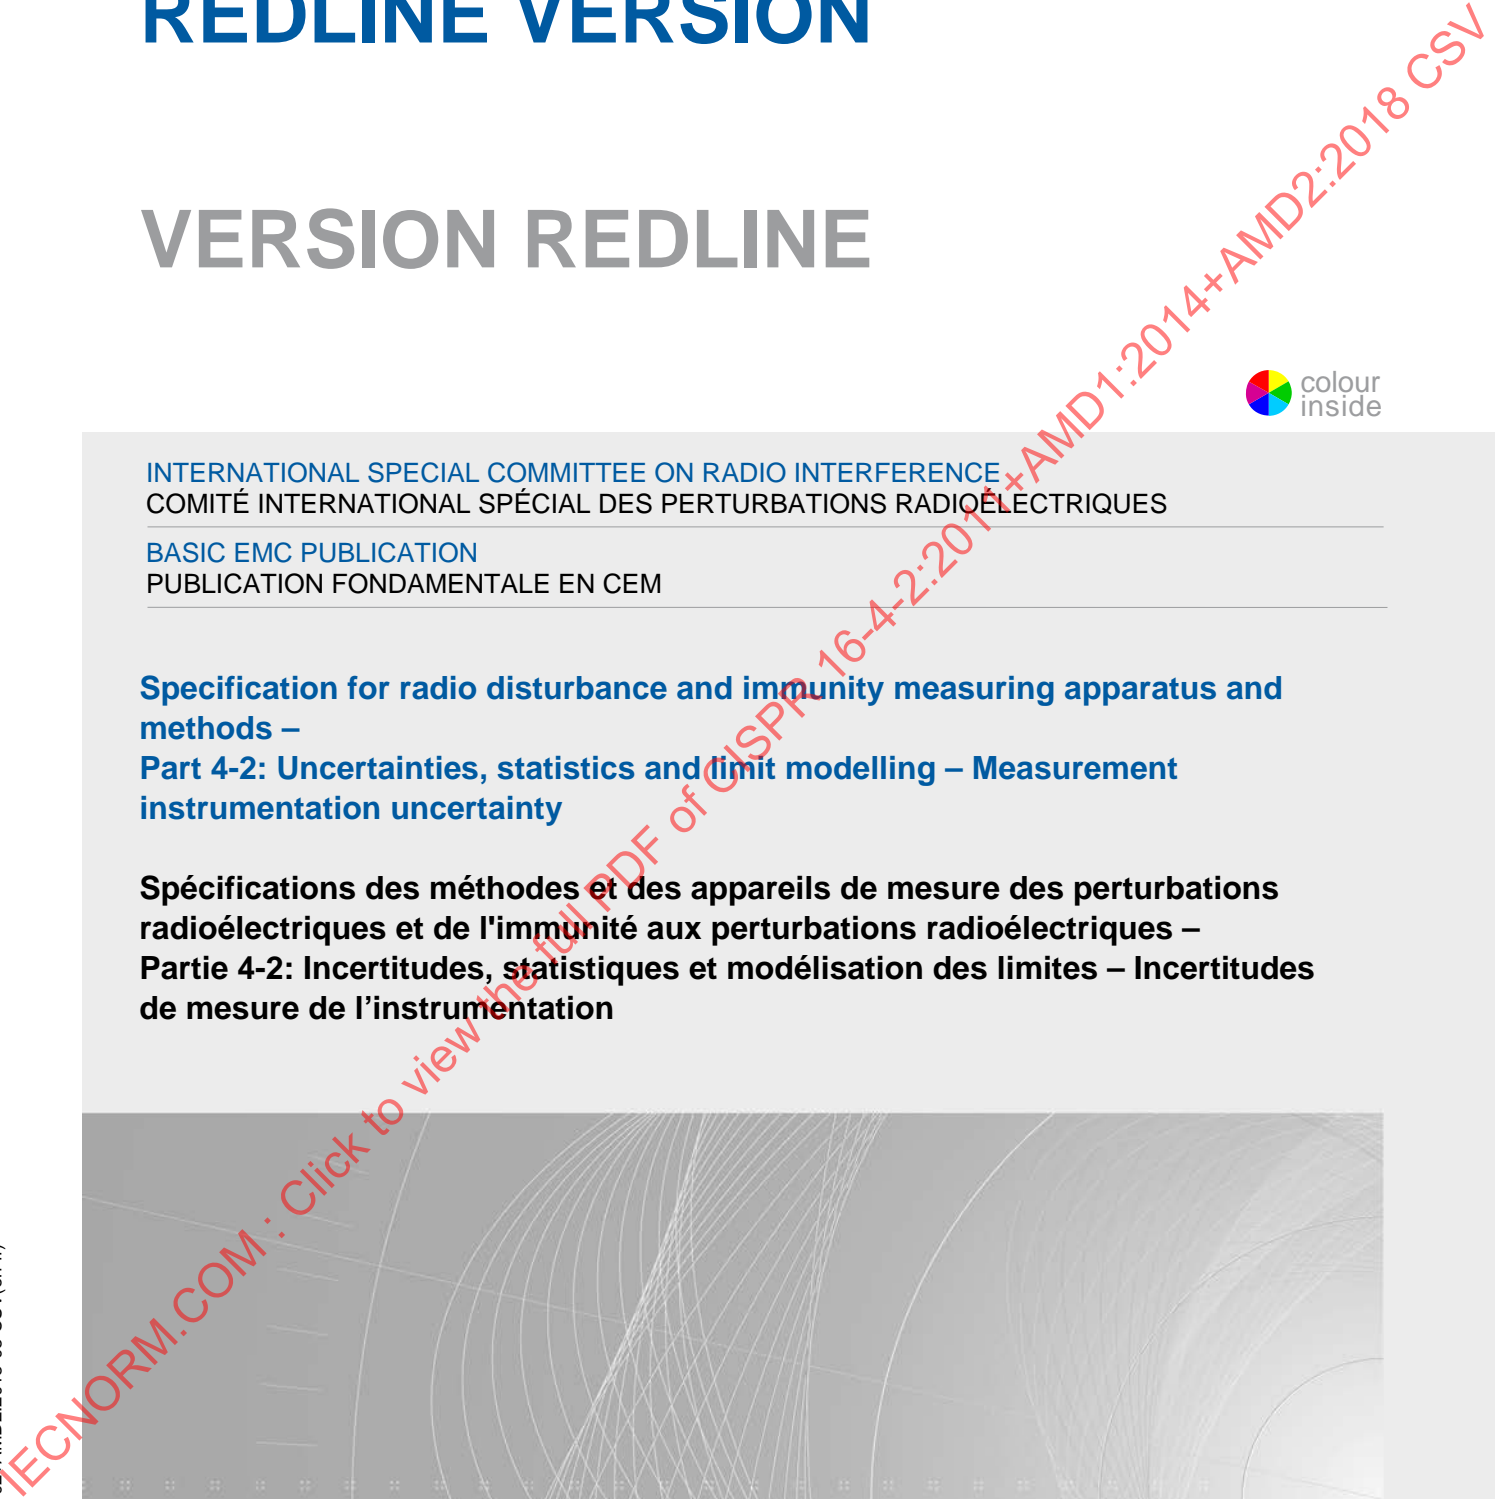 REDLINE VERSION
VERSION REDLINE
colour
inside
INTERNATIONAL SPECIAL COMMITTEE ON RADIO INTERFERENCE
COMITÉ INTERNATIONAL SPÉCIAL DES PERTURBATIONS RADIOÉLECTRIQUES
BASIC EMC PUBLICATION
PUBLICATION FONDAMENTALE EN CEM
Specification for radio disturbance and immunity measuring apparatus and
methods –
Part 4-2: Uncertainties, statistics and limit modelling – Measurement
instrumentation uncertainty
Spécifications des méthodes et des appareils de mesure des perturbations
radioélectriques et de l'immunité aux perturbations radioélectriques –
Partie 4-2: Incertitudes, statistiques et modélisation des limites – Incertitudes
de mesure de l’instrumentation
IECNORM.COM : Click to view the full PDF of CISPR 16-4-2:2011+AMD1:2014+AMD2:2018 CSV